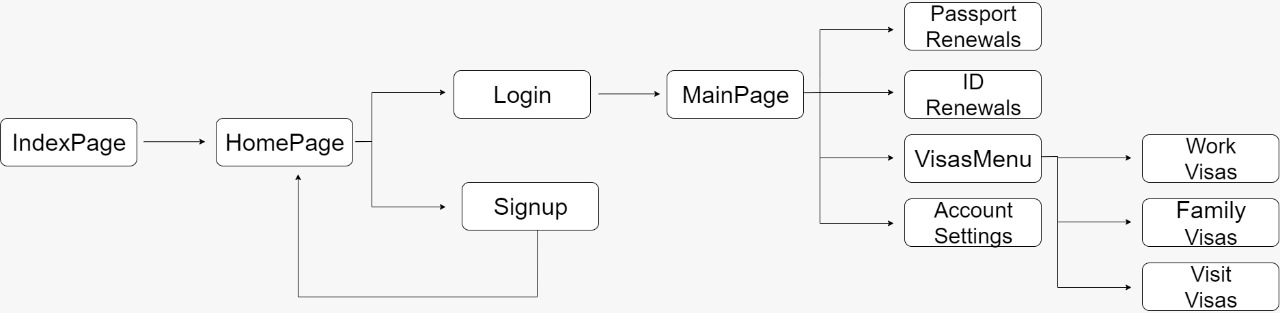 IndexPage
HomePage
Login
Signup
MainPage
Passport
Renewals
ID
Renewals
VisasMenu
Account
Settings
Work
Visas
Family
Visas
Visit
Visas